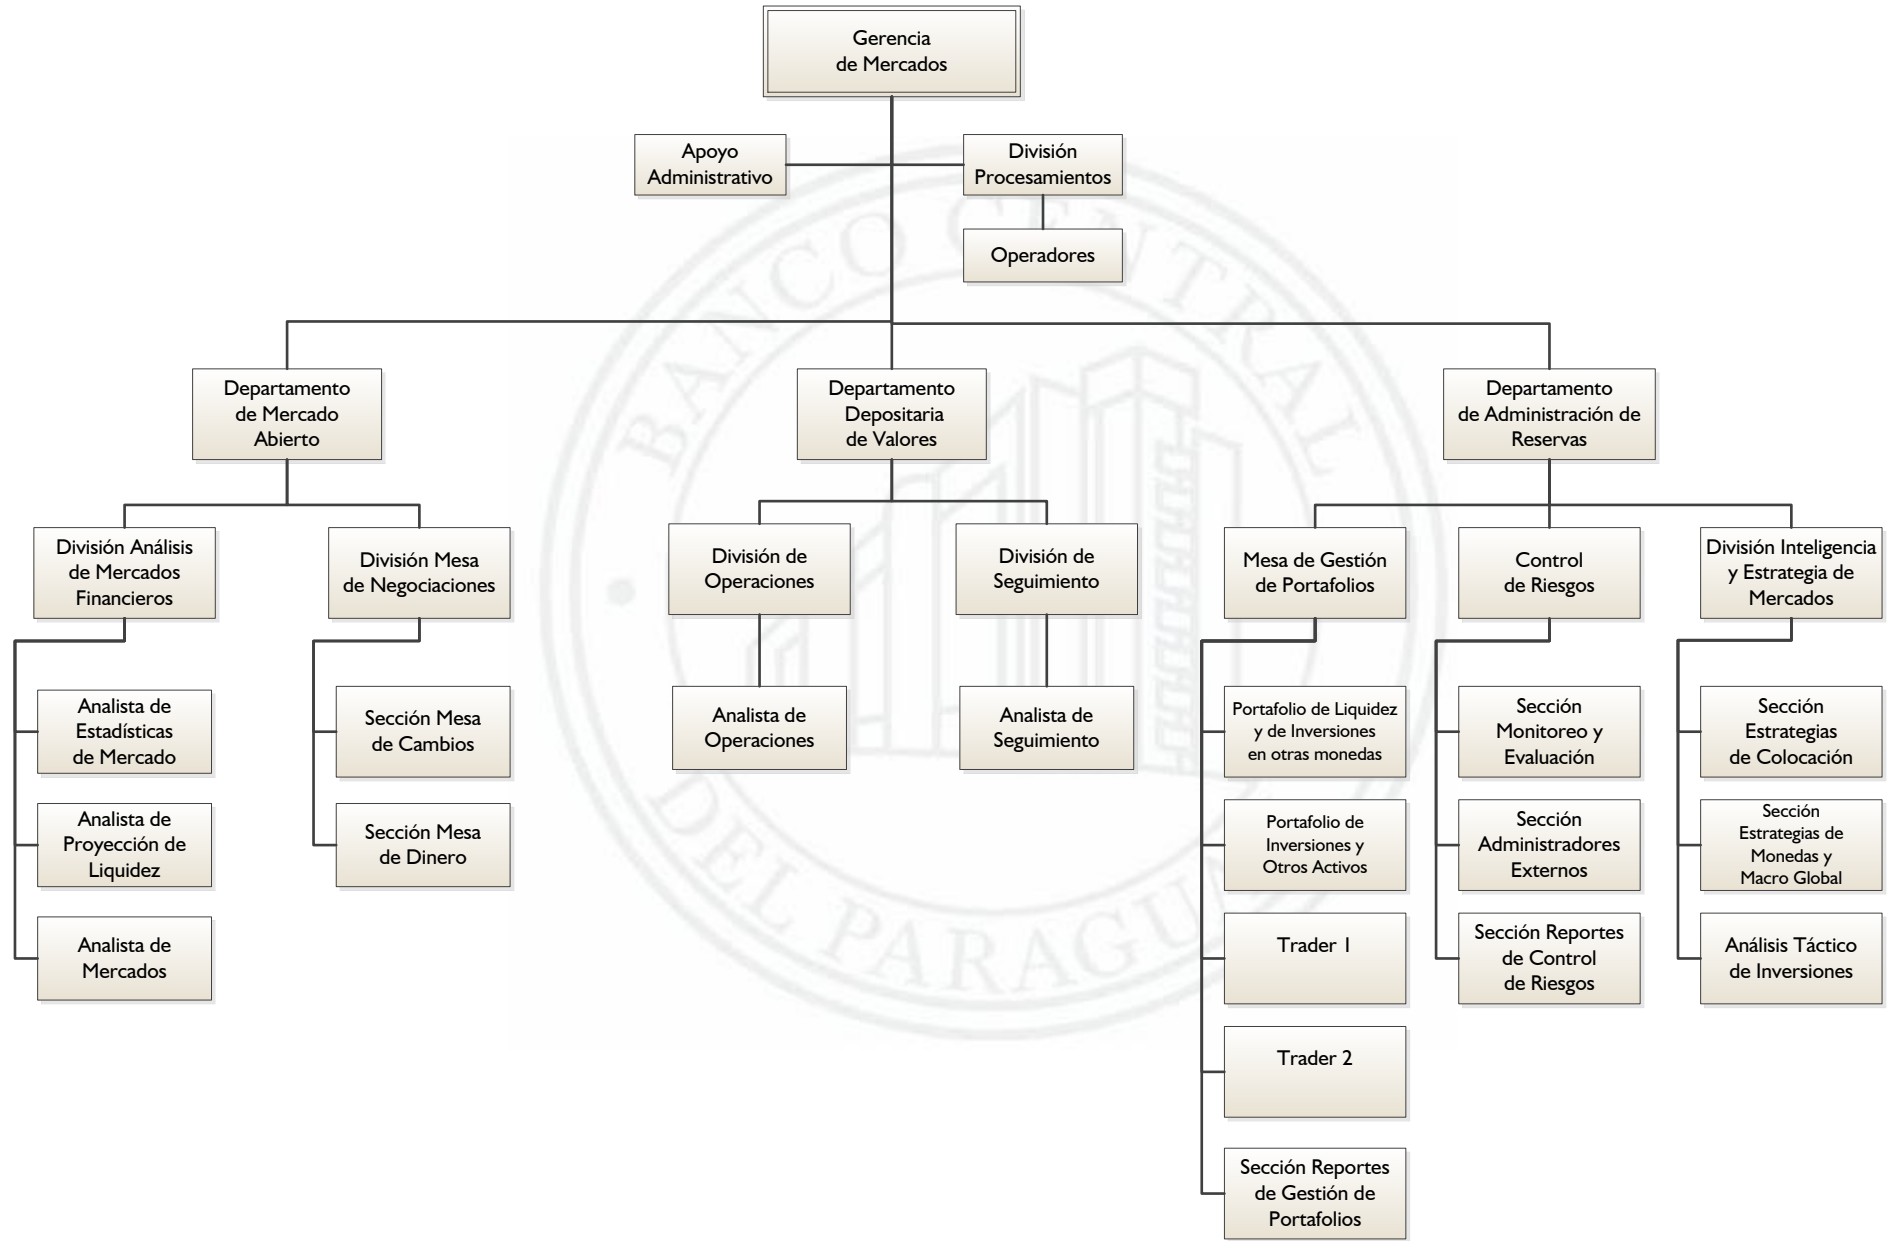 Gerencia
de Mercados
Apoyo
Administrativo
División
Procesamientos
Operadores
Departamento
de Mercado
Abierto
Departamento
Depositaria
de Valores
Departamento
de Administración de
Reservas
División Análisis
de Mercados
Financieros
División Mesa
de Negociaciones
División de
Operaciones
División de
Seguimiento
Mesa de Gestión
de Portafolios
Control
de Riesgos
División Inteligencia
y Estrategia de
Mercados
Analista de
Estadísticas
de Mercado
Analista de
Proyección de
Liquidez
Analista de
Mercados
Sección Mesa
de Cambios
Sección Mesa
de Dinero
Analista de
Operaciones
Analista de
Seguimiento
Portafolio de Liquidez
y de Inversiones
en otras monedas
Portafolio de
Inversiones y
Otros Activos
Trader 1
Trader 2
Sección Reportes
de Gestión de
Portafolios
Sección
Monitoreo y
Evaluación
Sección
Administradores
Externos
Sección Reportes
de Control
de Riesgos
Sección
Estrategias
de Colocación
Sección
Estrategias de
Monedas y
Macro Global
Análisis Táctico
de Inversiones
BANCO CENTRAL
DEL PARAGUAY